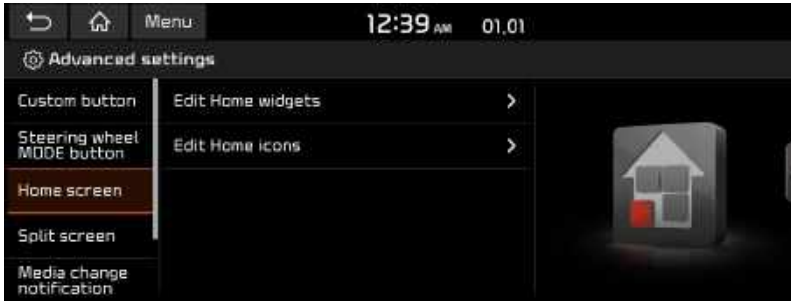 Menu
12:39 AM 01.01
Advanced settings
Custom button
Edit Home widgets
Steering wheel
MODE button
Edit Home icons
Home screen
Split screen
Media change
notification